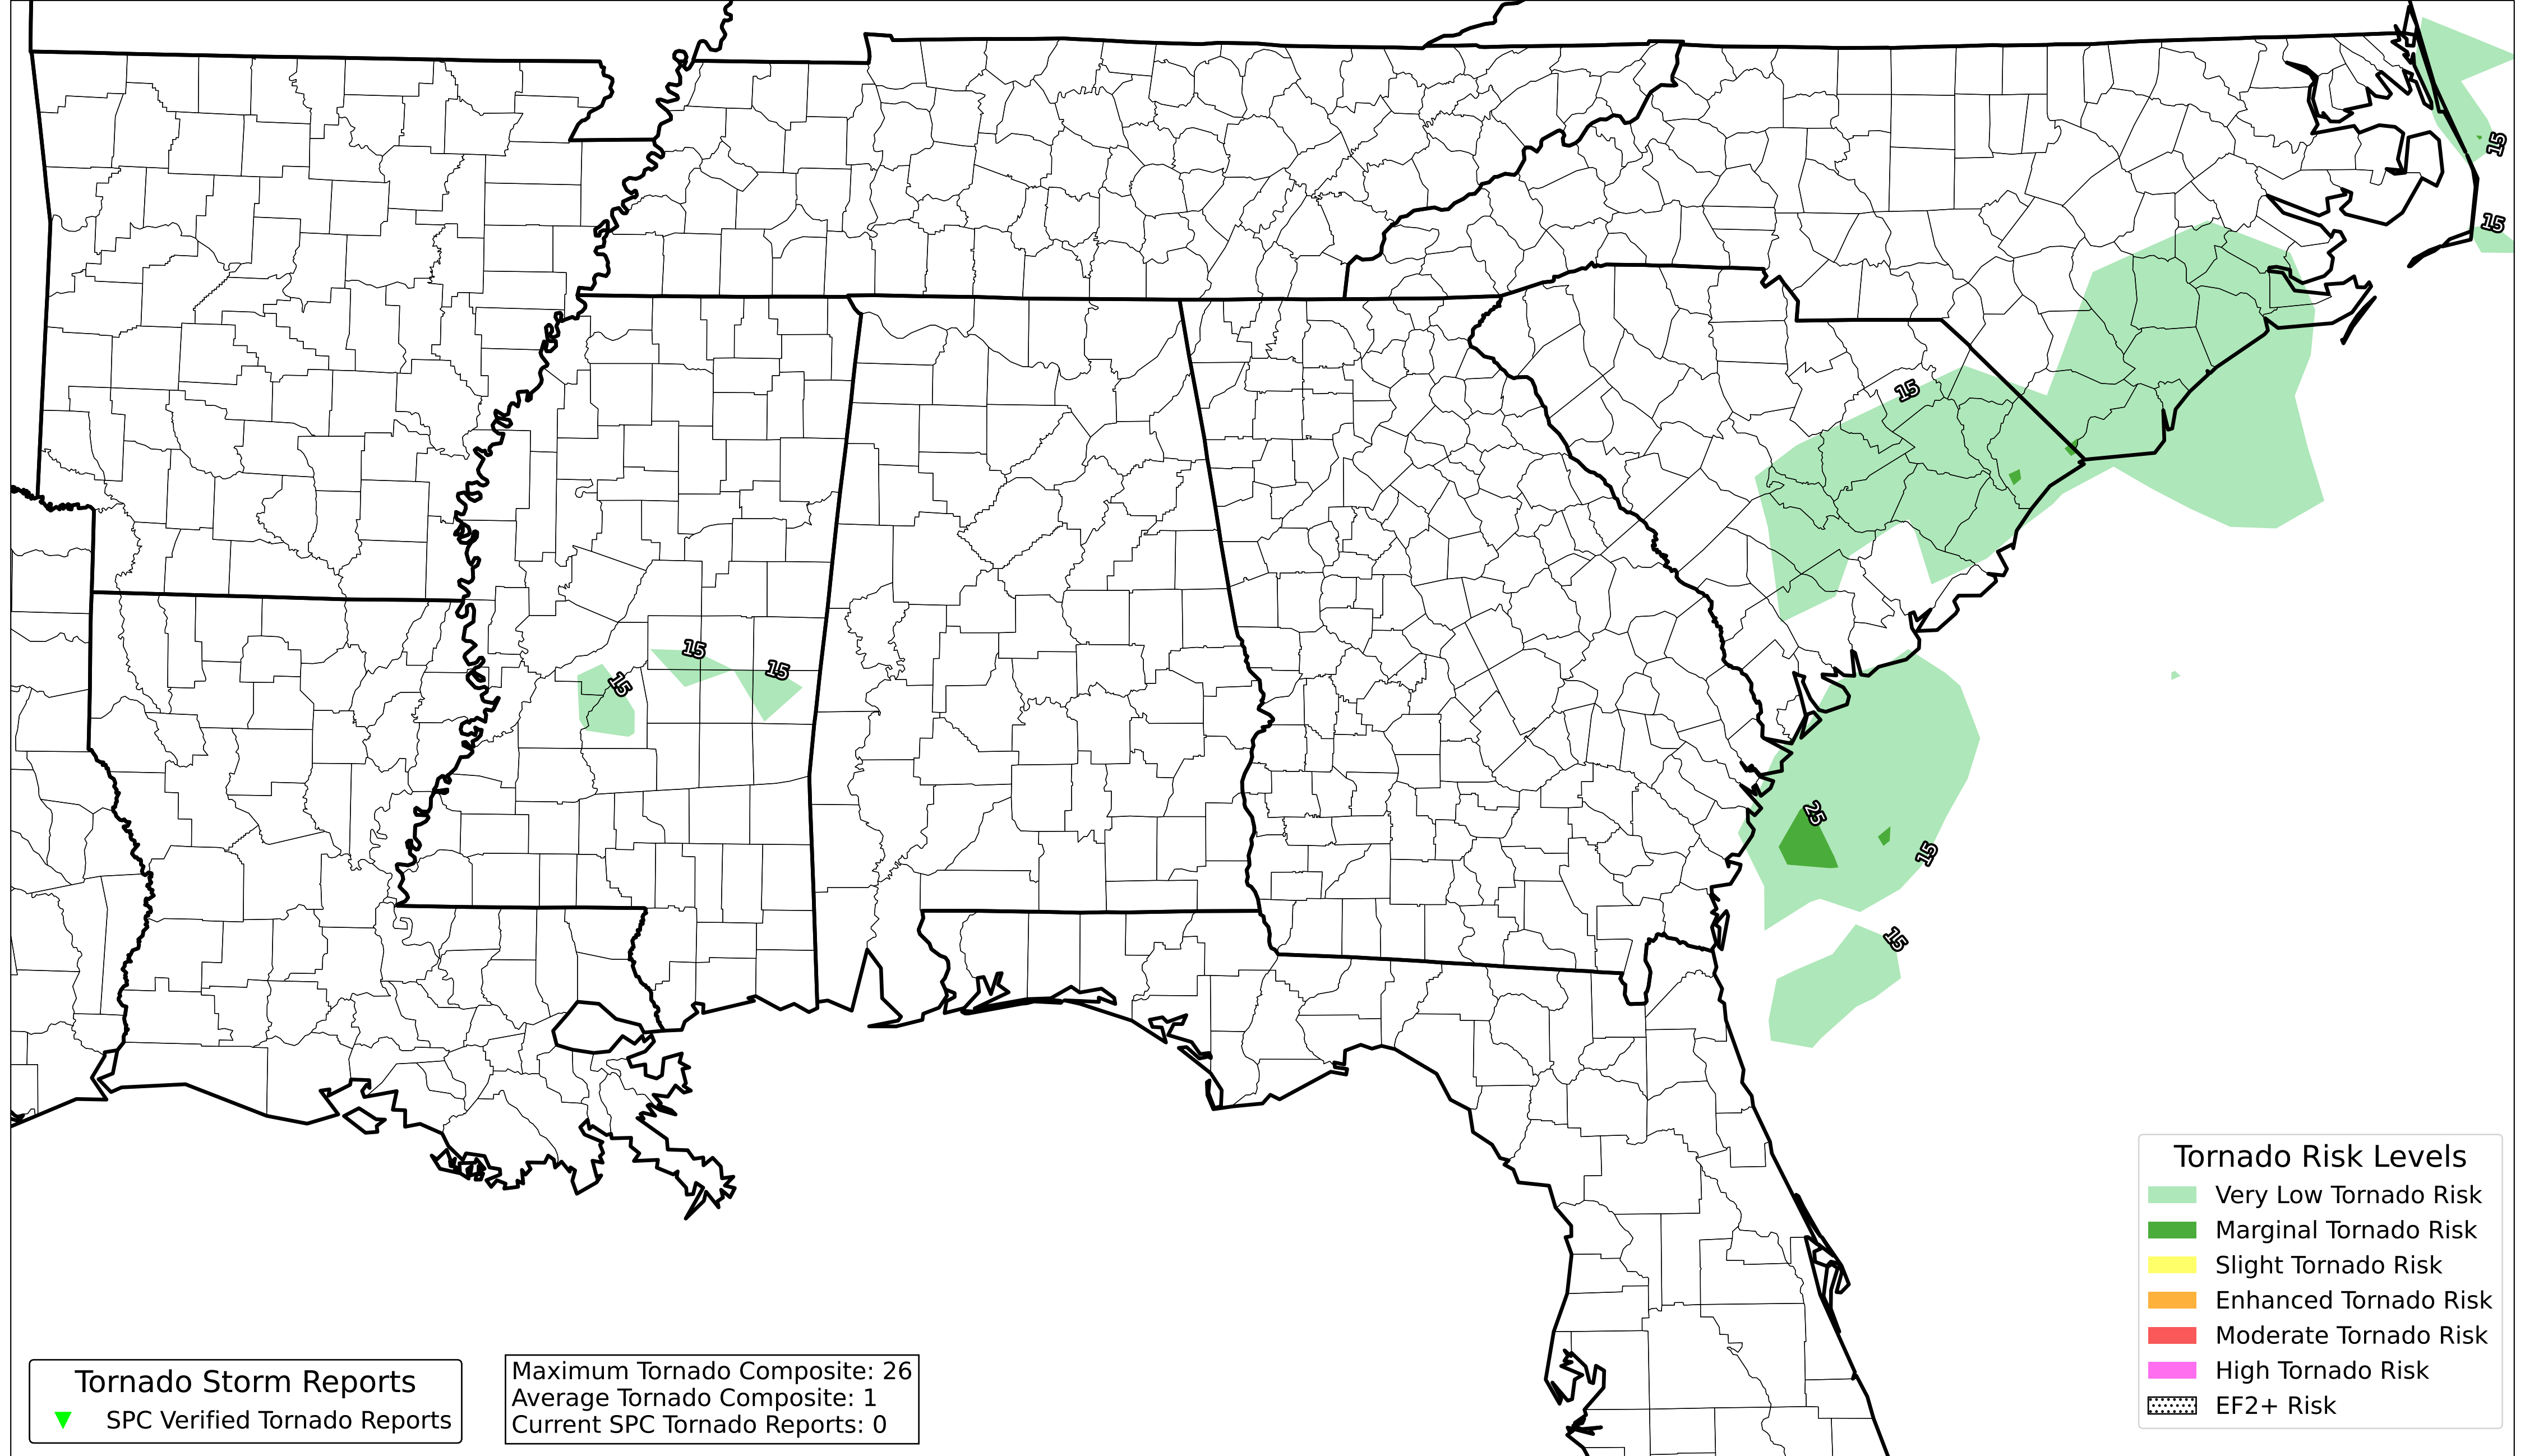 15
15
15
15
15
15
25
15
15
Tornado Risk Levels
Very Low Tornado Risk
Marginal Tornado Risk
Slight Tornado Risk
Enhanced Tornado Risk
Moderate Tornado Risk
High Tornado Risk
EF2+ Risk
Tornado Storm Reports
SPC Verified Tornado Reports
Maximum Tornado Composite: 26
Average Tornado Composite: 1
Current SPC Tornado Reports: 0